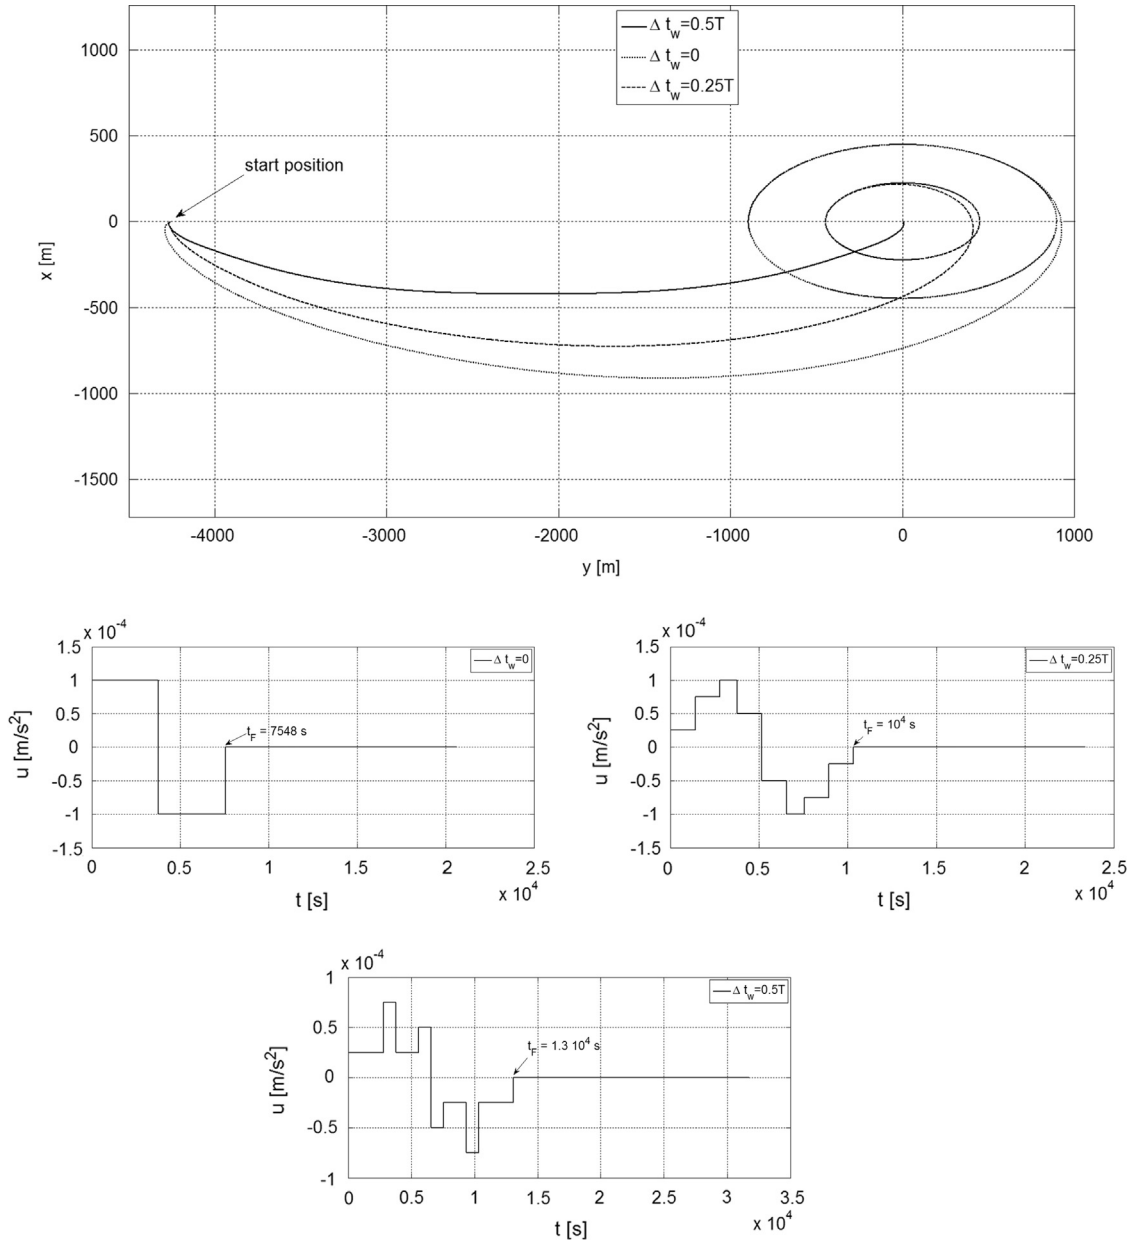 Δ t_w=0.5T
Δ t_w=0
Δ t_w=0.25T
start position
1000
500
0
-500
-1000
-1500
x [m]
-4000 -3000 -2000 -1000 0 1000
y [m]
x 10^-4
1.5
1
0.5
0
-0.5
-1
-1.5
u [m/s^2]
Δ t_w=0
t_F = 7548 s
0 0.5 1 1.5 2 2.5
x 10^4
t [s]
x 10^-4
1.5
1
0.5
0
-0.5
-1
-1.5
u [m/s^2]
Δ t_w=0.25T
t_F = 10^4 s
0 0.5 1 1.5 2 2.5
x 10^4
t [s]
x 10^-4
1
0.5
0
-0.5
-1
u [m/s^2]
Δ t_w=0.5T
t_F = 1.3 10^4 s
0 0.5 1 1.5 2 2.5 3 3.5
x 10^4
t [s]